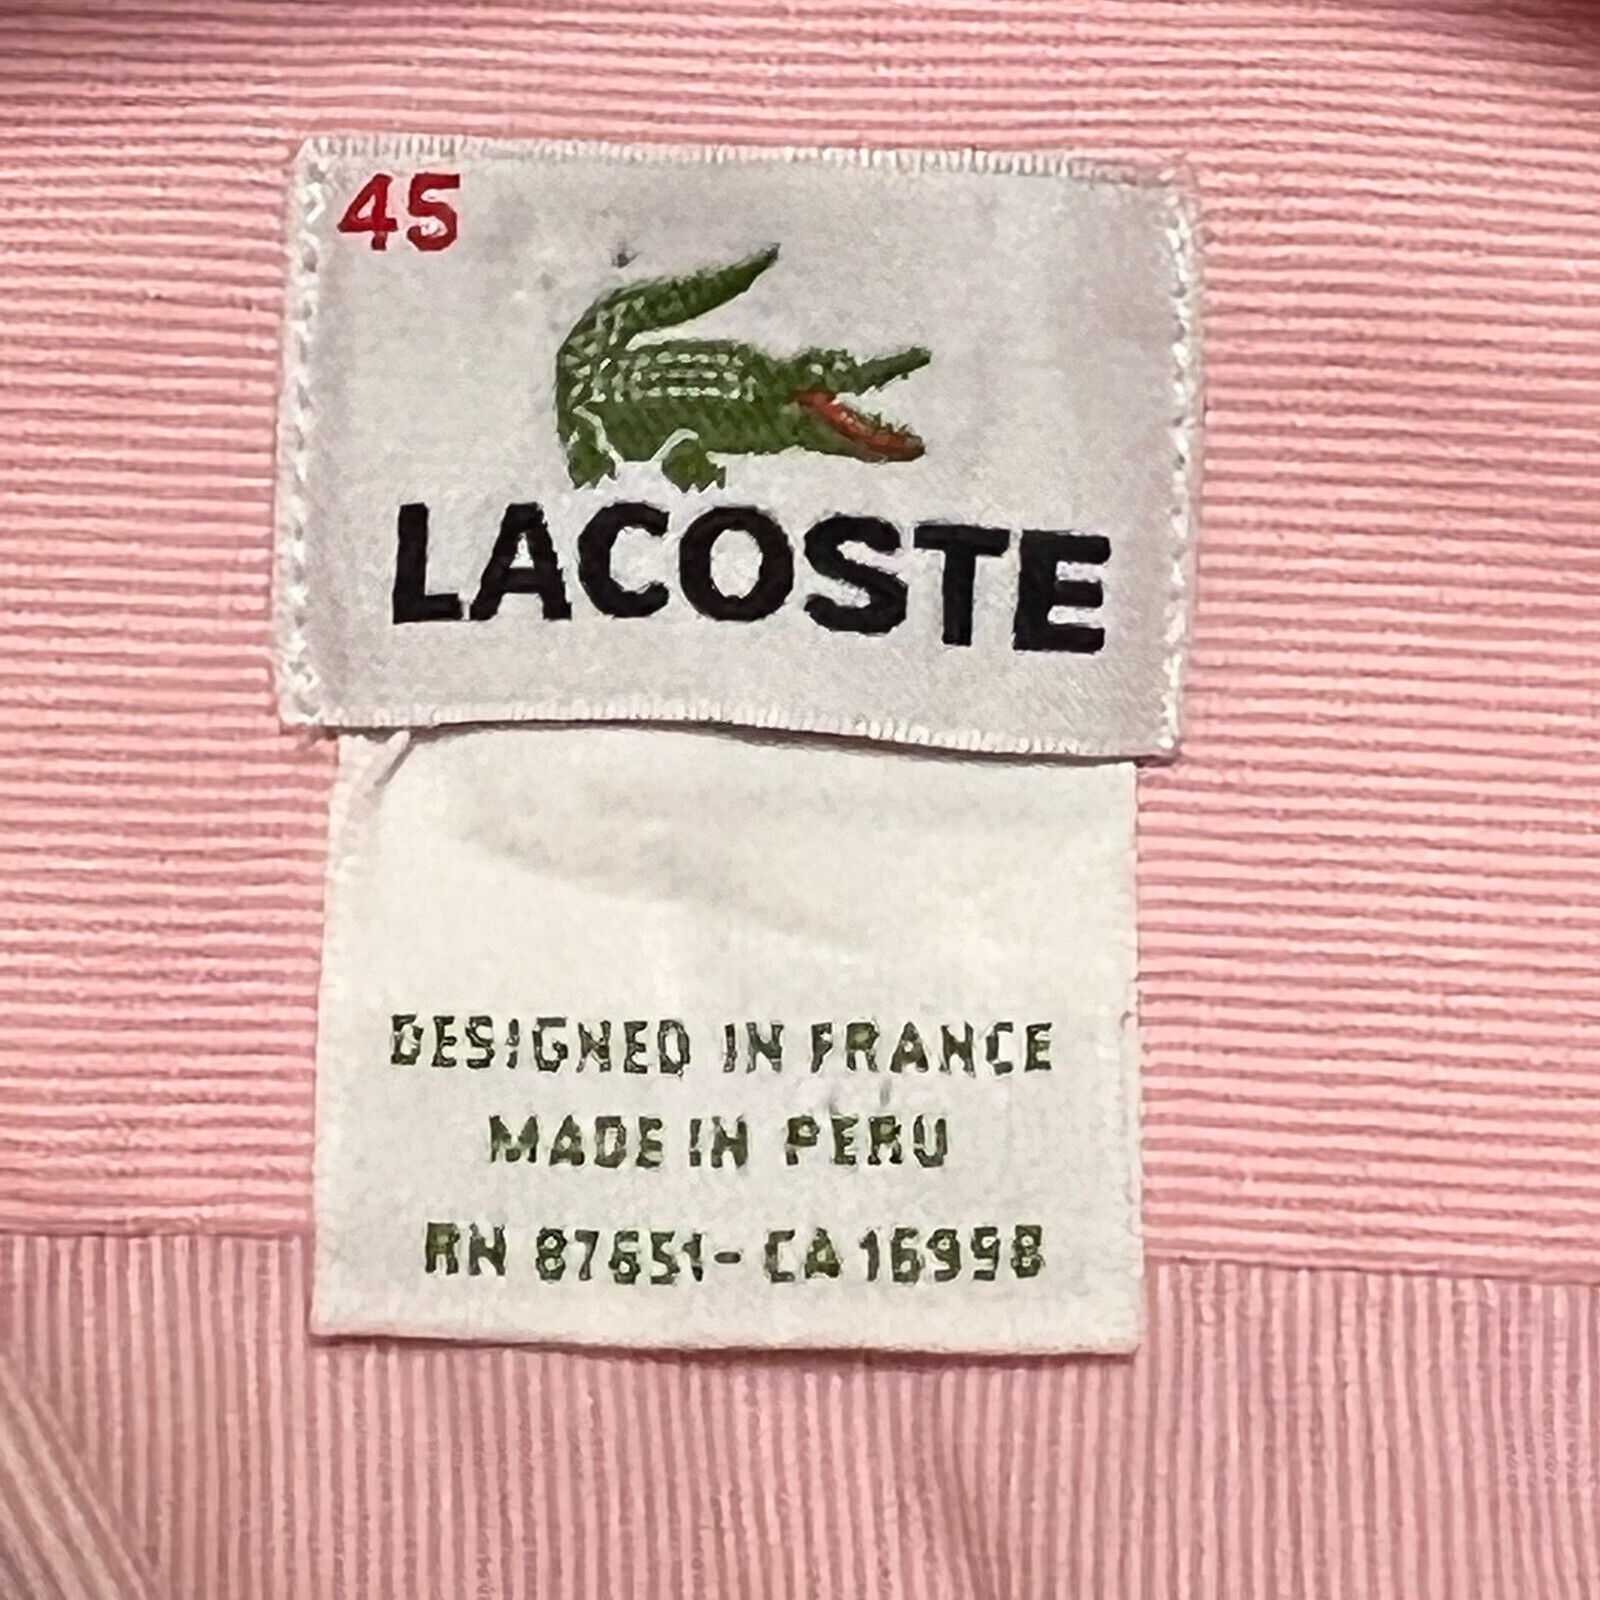 45
LACOSTE
DESIGNED IN FRANCE
MADE IN PERU
RN 87651-CA 16998